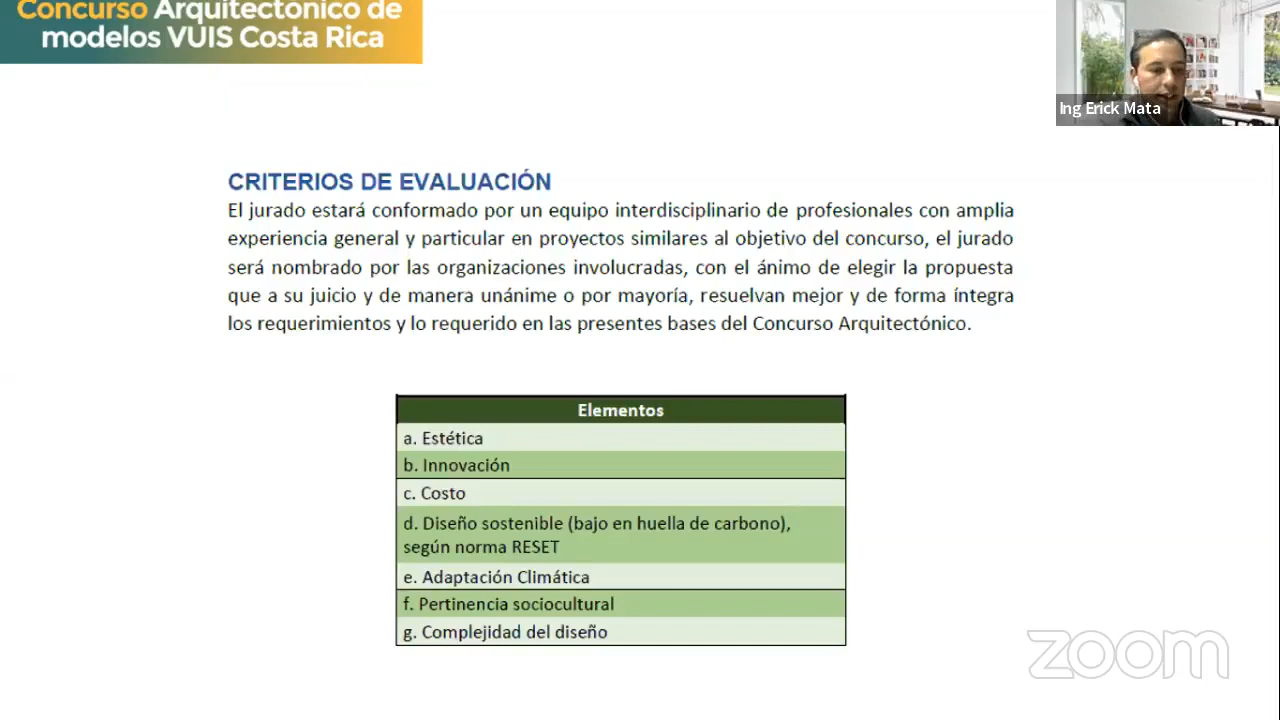 Concurso Arquitectónico de
modelos VUIS Costa Rica
Ing Erick Mata
CRITERIOS DE EVALUACIÓN
El jurado estará conformado por un equipo interdisciplinario de profesionales con amplia
experiencia general y particular en proyectos similares al objetivo del concurso, el jurado
será nombrado por las organizaciones involucradas, con el ánimo de elegir la propuesta
que a su juicio y de manera unánime o por mayoría, resuelvan mejor y de forma íntegra
los requerimientos y lo requerido en las presentes bases del Concurso Arquitectónico.
Elementos
a. Estética
b. Innovación
c. Costo
d. Diseño sostenible (bajo en huella de carbono),
según norma RESET
e. Adaptación Climática
f. Pertinencia sociocultural
g. Complejidad del diseño
zoom